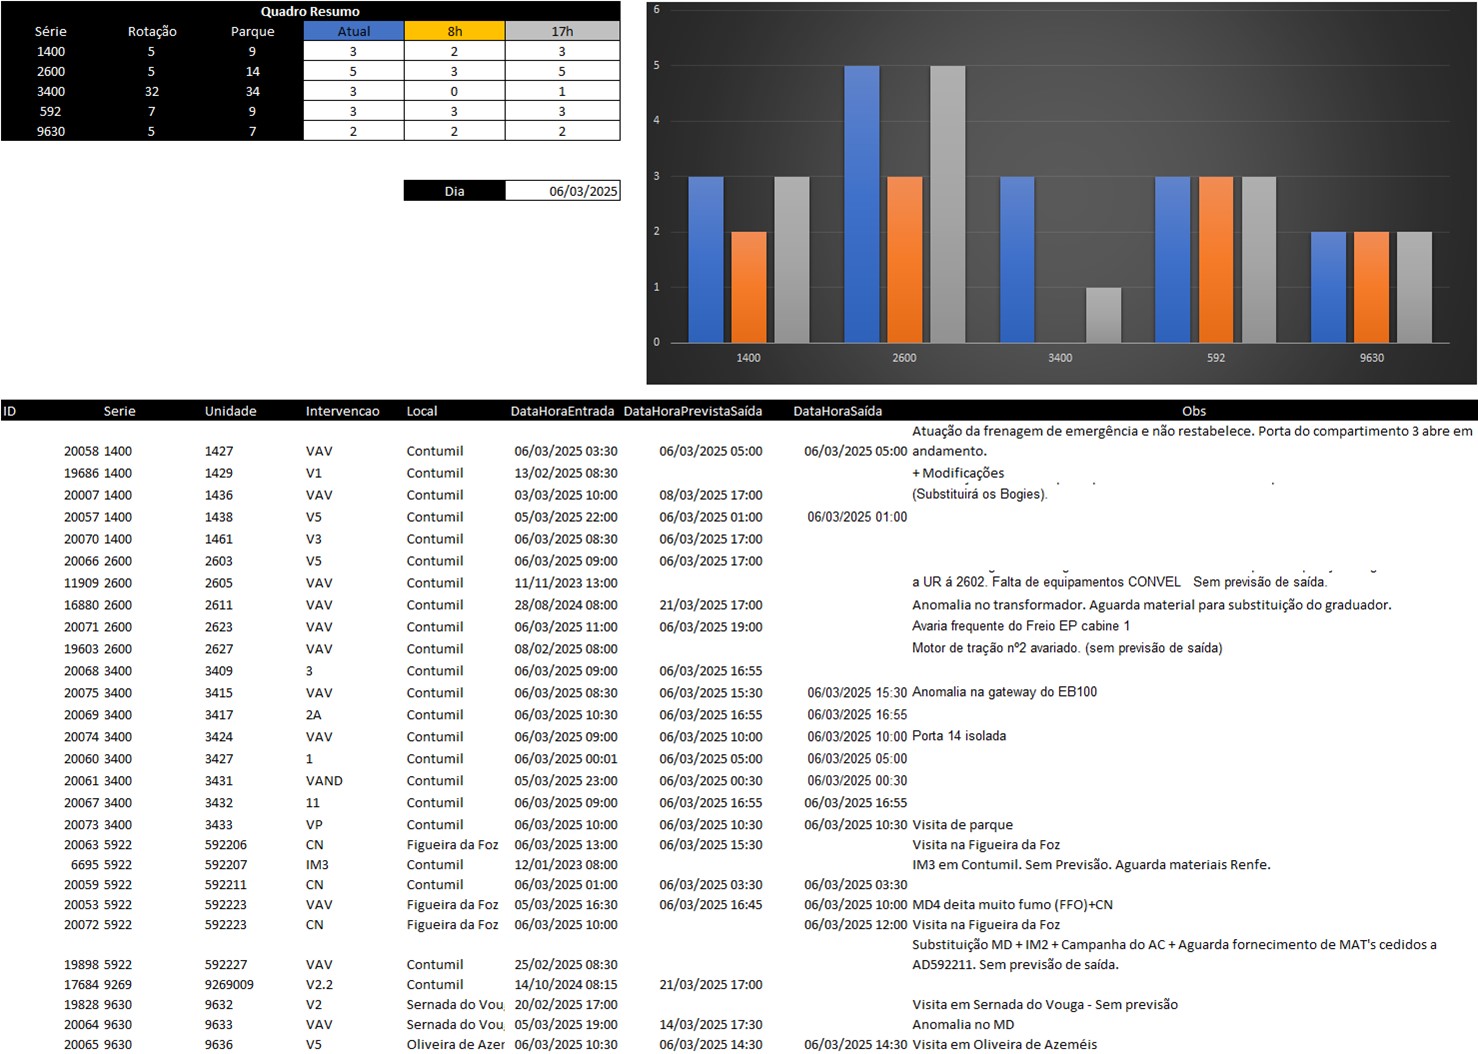 Quadro Resumo
Série Rotação Parque Atual 8h 17h
1400 5 9 3 2 3
2600 5 14 5 3 5
3400 32 34 3 0 1
592 7 9 3 3 3
9630 5 7 2 2 2
Dia 06/03/2025
6
5
4
3
2
1
0
1400 2600 3400 592 9630
ID Serie Unidade Intervencao Local DataHoraEntrada DataHoraPrevistaSaída DataHoraSaída Obs
Atuação da frenagem de emergência e não restabelece. Porta do compartimento 3 abre em
20058 1400 1427 VAV Contumil 06/03/2025 03:30 06/03/2025 05:00 06/03/2025 05:00 andamento.
19686 1400 1429 V1 Contumil 13/02/2025 08:30 + Modificações
20007 1400 1436 VAV Contumil 03/03/2025 10:00 08/03/2025 17:00 (Substituirá os Bogies).
20057 1400 1438 V5 Contumil 05/03/2025 22:00 06/03/2025 01:00 06/03/2025 01:00
20070 1400 1461 V3 Contumil 06/03/2025 08:30 06/03/2025 17:00
20066 2600 2603 V5 Contumil 06/03/2025 09:00 06/03/2025 17:00
11909 2600 2605 VAV Contumil 11/11/2023 13:00 a UR á 2602. Falta de equipamentos CONVEL Sem previsão de saída.
16880 2600 2611 VAV Contumil 28/08/2024 08:00 21/03/2025 17:00 Anomalia no transformador. Aguarda material para substituição do graduador.
20071 2600 2623 VAV Contumil 06/03/2025 11:00 06/03/2025 19:00 Avaria frequente do Freio EP cabine 1
19603 2600 2627 VAV Contumil 08/02/2025 08:00 Motor de tração nº2 avariado. (sem previsão de saída)
20068 3400 3409 3 Contumil 06/03/2025 09:00 06/03/2025 16:55
20075 3400 3415 VAV Contumil 06/03/2025 08:30 06/03/2025 15:30 06/03/2025 15:30 Anomalia na gateway do EB100
20069 3400 3417 2A Contumil 06/03/2025 10:30 06/03/2025 16:55 06/03/2025 16:55
20074 3400 3424 VAV Contumil 06/03/2025 09:00 06/03/2025 10:00 06/03/2025 10:00 Porta 14 isolada
20060 3400 3427 1 Contumil 06/03/2025 00:01 06/03/2025 05:00 06/03/2025 05:00
20061 3400 3431 VAND Contumil 05/03/2025 23:00 06/03/2025 00:30 06/03/2025 00:30
20067 3400 3432 11 Contumil 06/03/2025 09:00 06/03/2025 16:55 06/03/2025 16:55
20073 3400 3433 VP Contumil 06/03/2025 10:00 06/03/2025 10:30 06/03/2025 10:30 Visita de parque
20063 5922 592206 CN Figueira da Foz 06/03/2025 13:00 06/03/2025 15:30 Visita na Figueira da Foz
6695 5922 592207 IM3 Contumil 12/01/2023 08:00 IM3 em Contumil. Sem Previsão. Aguarda materiais Renfe.
20059 5922 592211 CN Contumil 06/03/2025 01:00 06/03/2025 03:30 06/03/2025 03:30
20053 5922 592223 VAV Figueira da Foz 05/03/2025 16:30 06/03/2025 16:45 06/03/2025 10:00 MD4 deita muito fumo (FFO)+CN
20072 5922 592223 CN Figueira da Foz 06/03/2025 10:00 06/03/2025 12:00 Visita na Figueira da Foz
Substituição MD + IM2 + Campanha do AC + Aguarda fornecimento de MAT's cedidos a
19898 5922 592227 VAV Contumil 25/02/2025 08:30 AD592211. Sem previsão de saída.
17684 9269 9269009 V2.2 Contumil 14/10/2024 08:15 21/03/2025 17:00
19828 9630 9632 V2 Sernada do Vou 20/02/2025 17:00 Visita em Sernada do Vouga - Sem previsão
20064 9630 9633 VAV Sernada do Vou 05/03/2025 19:00 14/03/2025 17:30 Anomalia no MD
20065 9630 9636 V5 Oliveira de Azer 06/03/2025 10:30 06/03/2025 14:30 06/03/2025 14:30 Visita em Oliveira de Azeméis